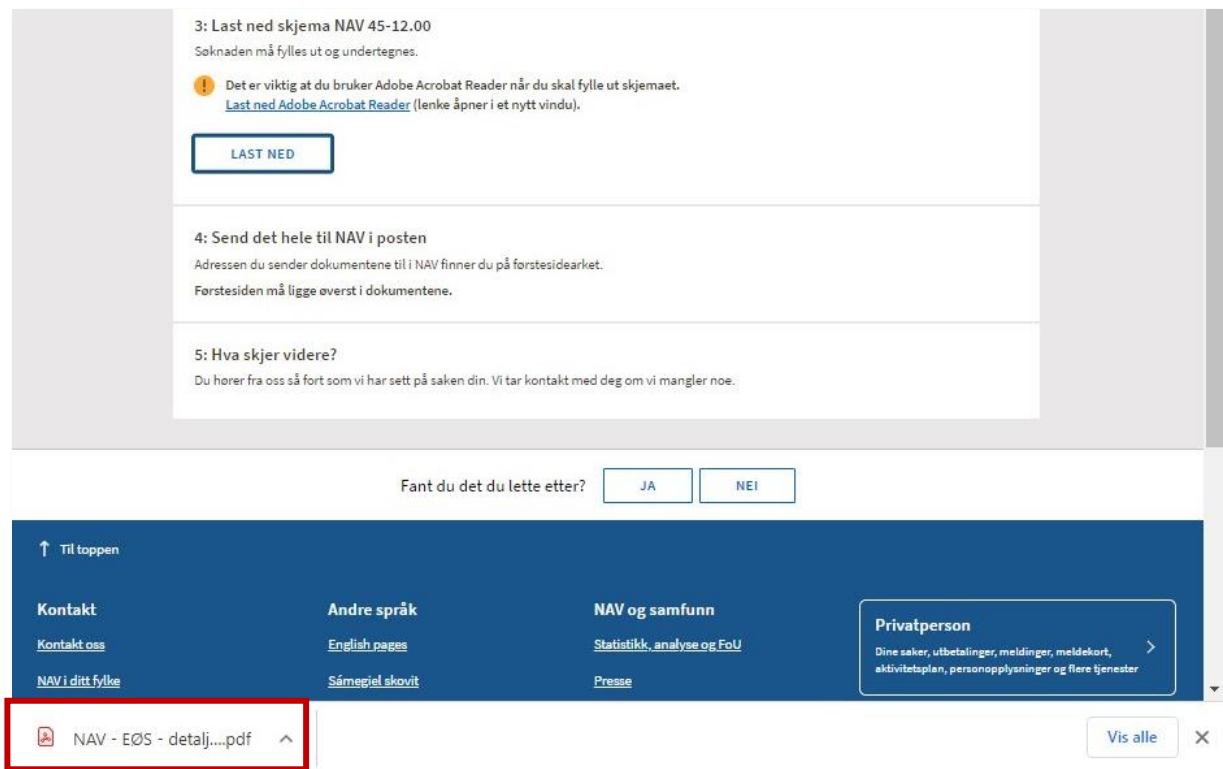 3: Last ned skjema NAV 45-12.00
Søknaden må fylles ut og undertegnes.
Det er viktig at du bruker Adobe Acrobat Reader når du skal fylle ut skjemaet.
Last ned Adobe Acrobat Reader (lenke åpner i et nytt vindu).
LAST NED
4: Send det hele til NAV i posten
Adressen du sender dokumentene til i NAV finner du på førstesidearket.
Førstesiden må ligge øverst i dokumentene.
5: Hva skjer videre?
Du hører fra oss så fort som vi har sett på saken din. Vi tar kontakt med deg om vi mangler noe.
Fant du det du lette etter? JA NEI
Til toppen
Kontakt
Kontakt oss
NAV i ditt fylke
Andre språk
English pages
Sámegiel skovit
NAV og samfunn
Statistikk, analyse og FoU
Presse
Privatperson
Dine saker, utbetalinger, meldinger, meldekort,
aktivitetsplan, personopplysninger og flere tjenester
NAV - EØS - detalj....pdf
Vis alle